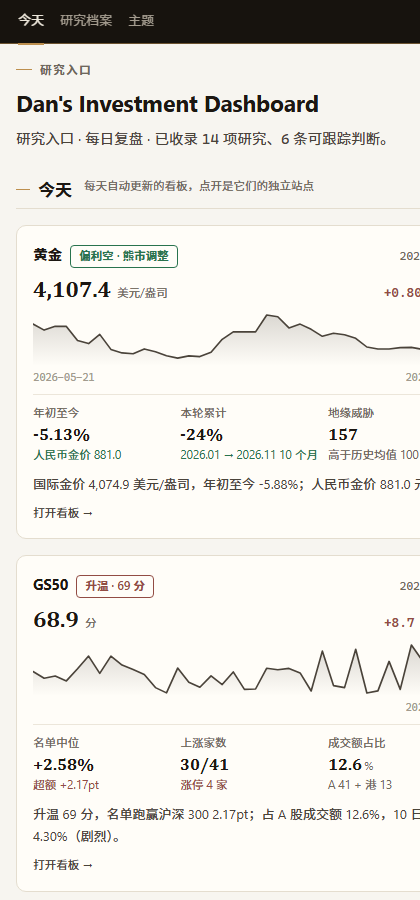 今天 研究档案 主题
研究入口
Dan's Investment Dashboard
研究入口 · 每日复盘 · 已收录 14 项研究、6 条可跟踪判断。
今天 每天自动更新的看板，点开是它们的独立站点
黄金 偏利空 · 熊市调整 202
4,107.4 美元/盎司 +0.80
2026-05-21 202
年初至今 本轮累计 地缘威胁
-5.13% -24% 157
人民币金价 881.0 2026.01 → 2026.11 10 个月 高于历史均值 100
国际金价 4,074.9 美元/盎司，年初至今 -5.88%；人民币金价 881.0 元
打开看板 →
GS50 升温 · 69 分 202
68.9 分 +8.7
202
名单中位 上涨家数 成交额占比
+2.58% 30/41 12.6 %
超额 +2.17pt 涨停 4 家 A 41 + 港 13
升温 69 分，名单跑赢沪深 300 2.17pt；占 A 股成交额 12.6%，10 日
4.30%（剧烈）。
打开看板 →